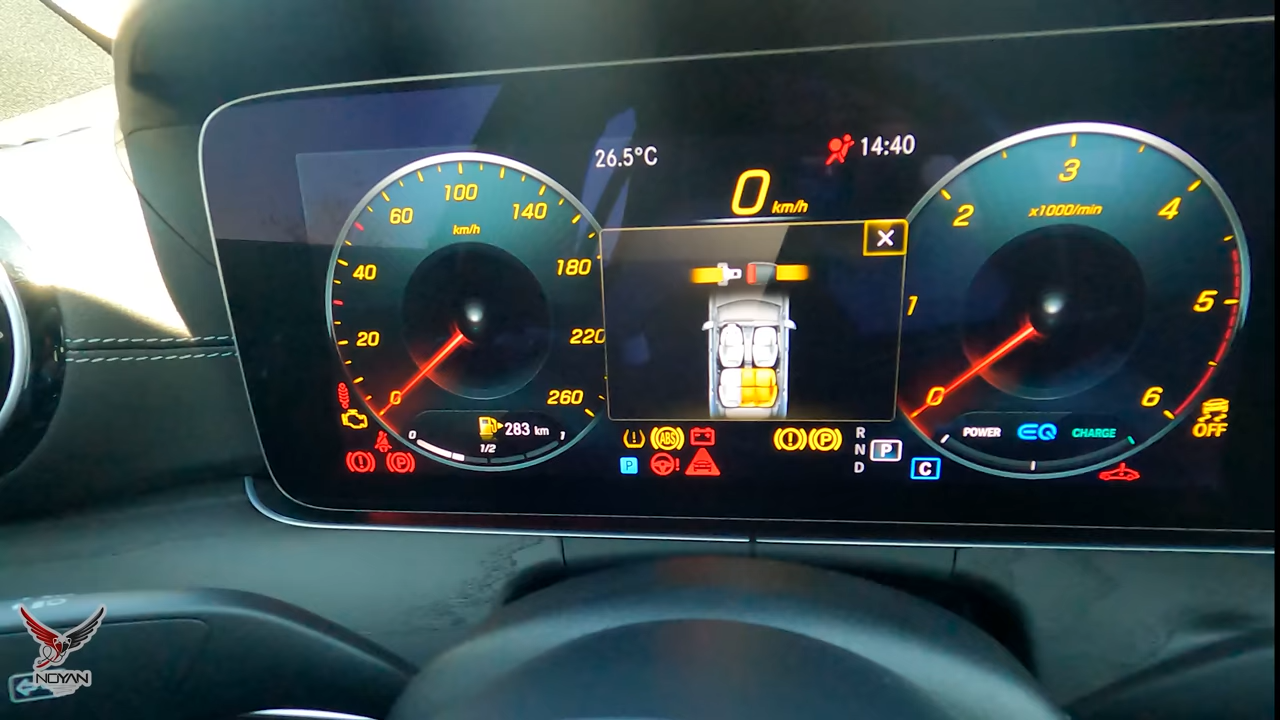 26.5°C
14:40
0 km/h
20
40
60
100
140
180
220
260
0
km/h
0
1/2
1
283 km
ABS
P
P
P
R
N
D
P
C
0
1
2
3
4
5
6
x1000/min
POWER
EQ
CHARGE
OFF
NOYAN